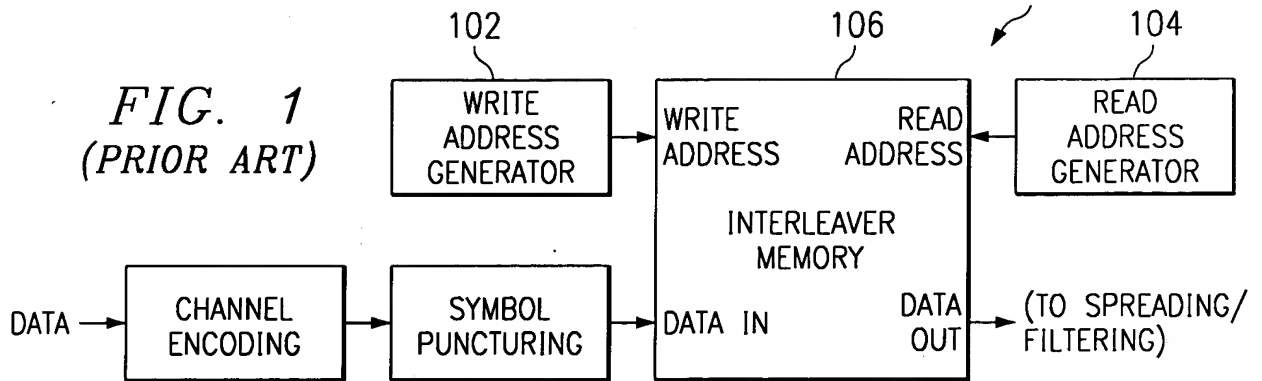 102
106
104
FIG. 1
(PRIOR ART)
WRITE
ADDRESS
GENERATOR
WRITE
ADDRESS
READ
ADDRESS
READ
ADDRESS
GENERATOR
INTERLEAVER
MEMORY
DATA
CHANNEL
ENCODING
SYMBOL
PUNCTURING
DATA IN
DATA
OUT
(TO SPREADING/
FILTERING)